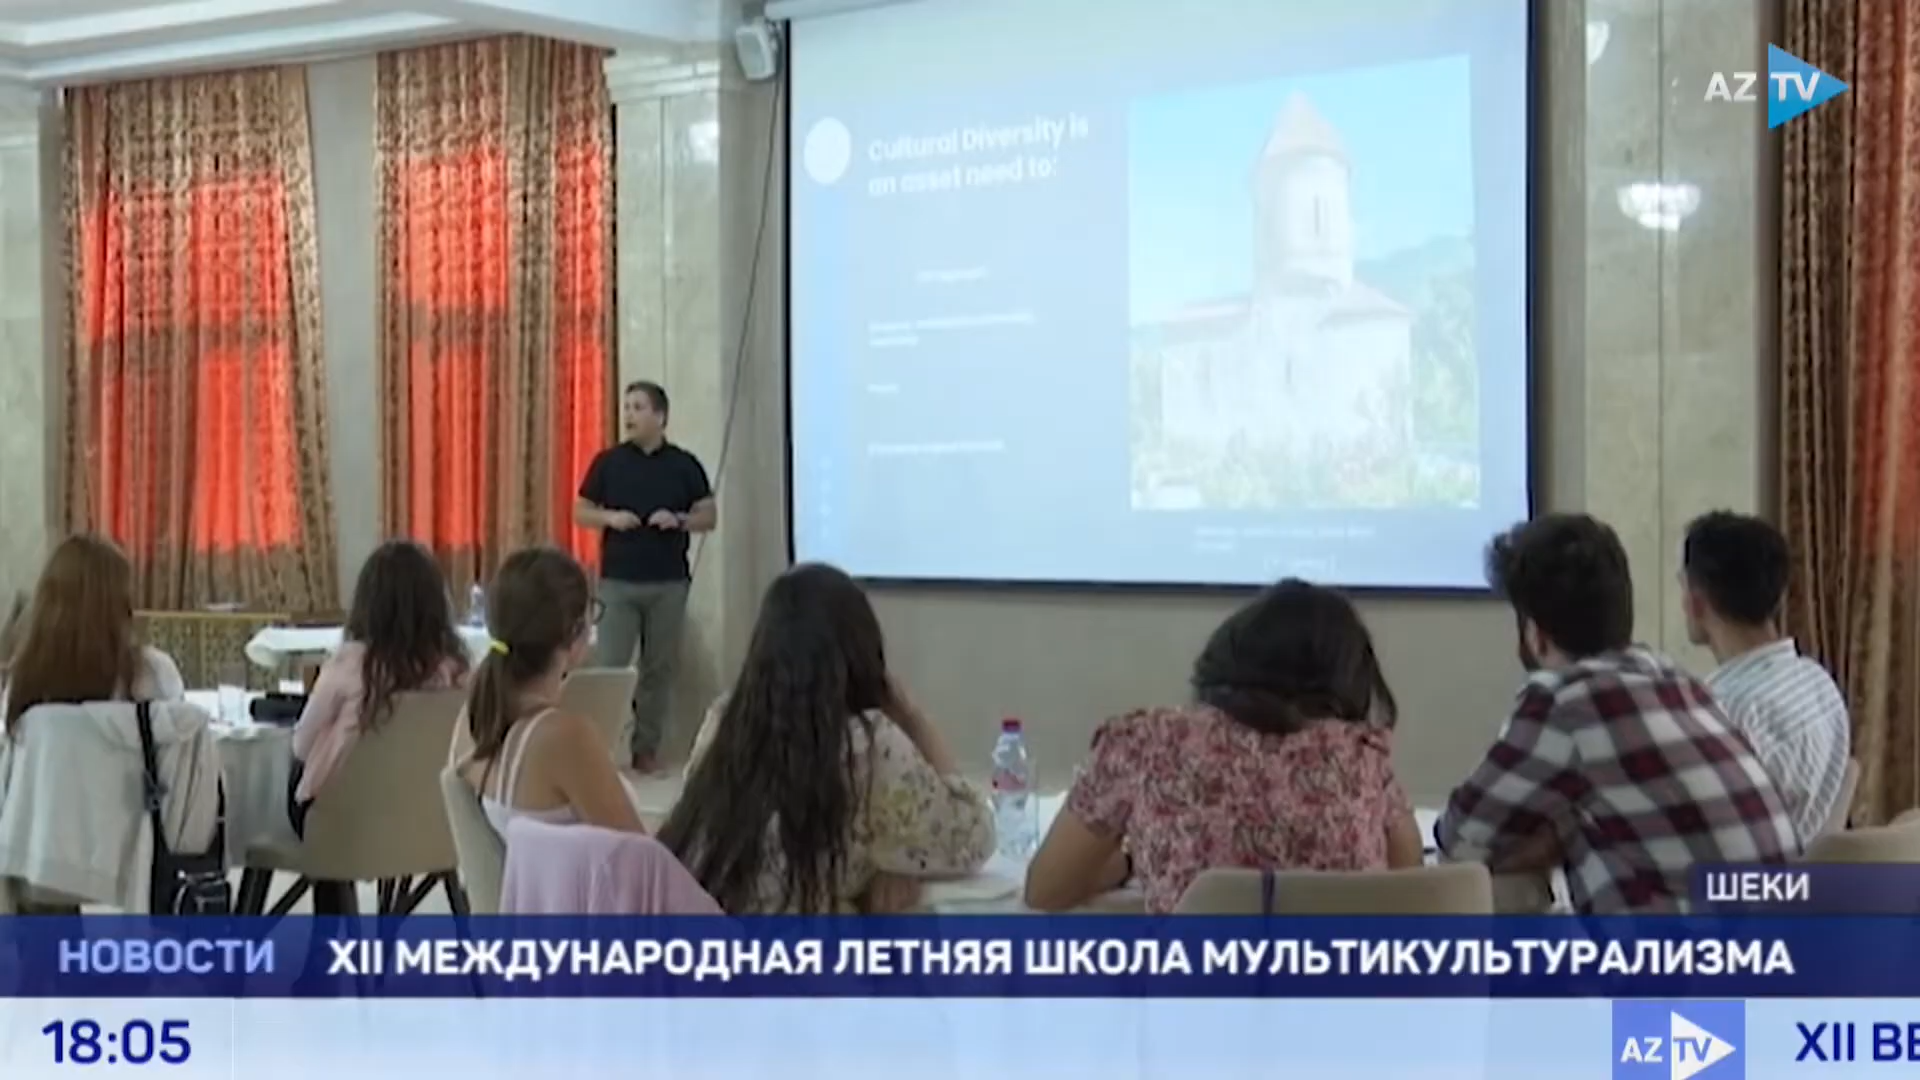 AZ TV
Cultural Diversity is
an asset need to:
ШЕКИ
НОВОСТИ
XII МЕЖДУНАРОДНАЯ ЛЕТНЯЯ ШКОЛА МУЛЬТИКУЛЬТУРАЛИЗМА
18:05
AZ TV
XII ВЕ